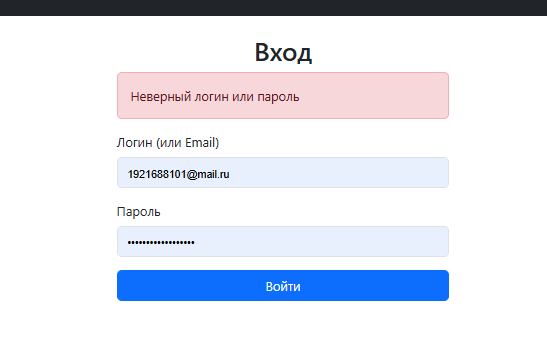 Вход
Неверный логин или пароль
Логин (или Email)
1921688101@mail.ru
Пароль
••••••••••••••••••
Войти